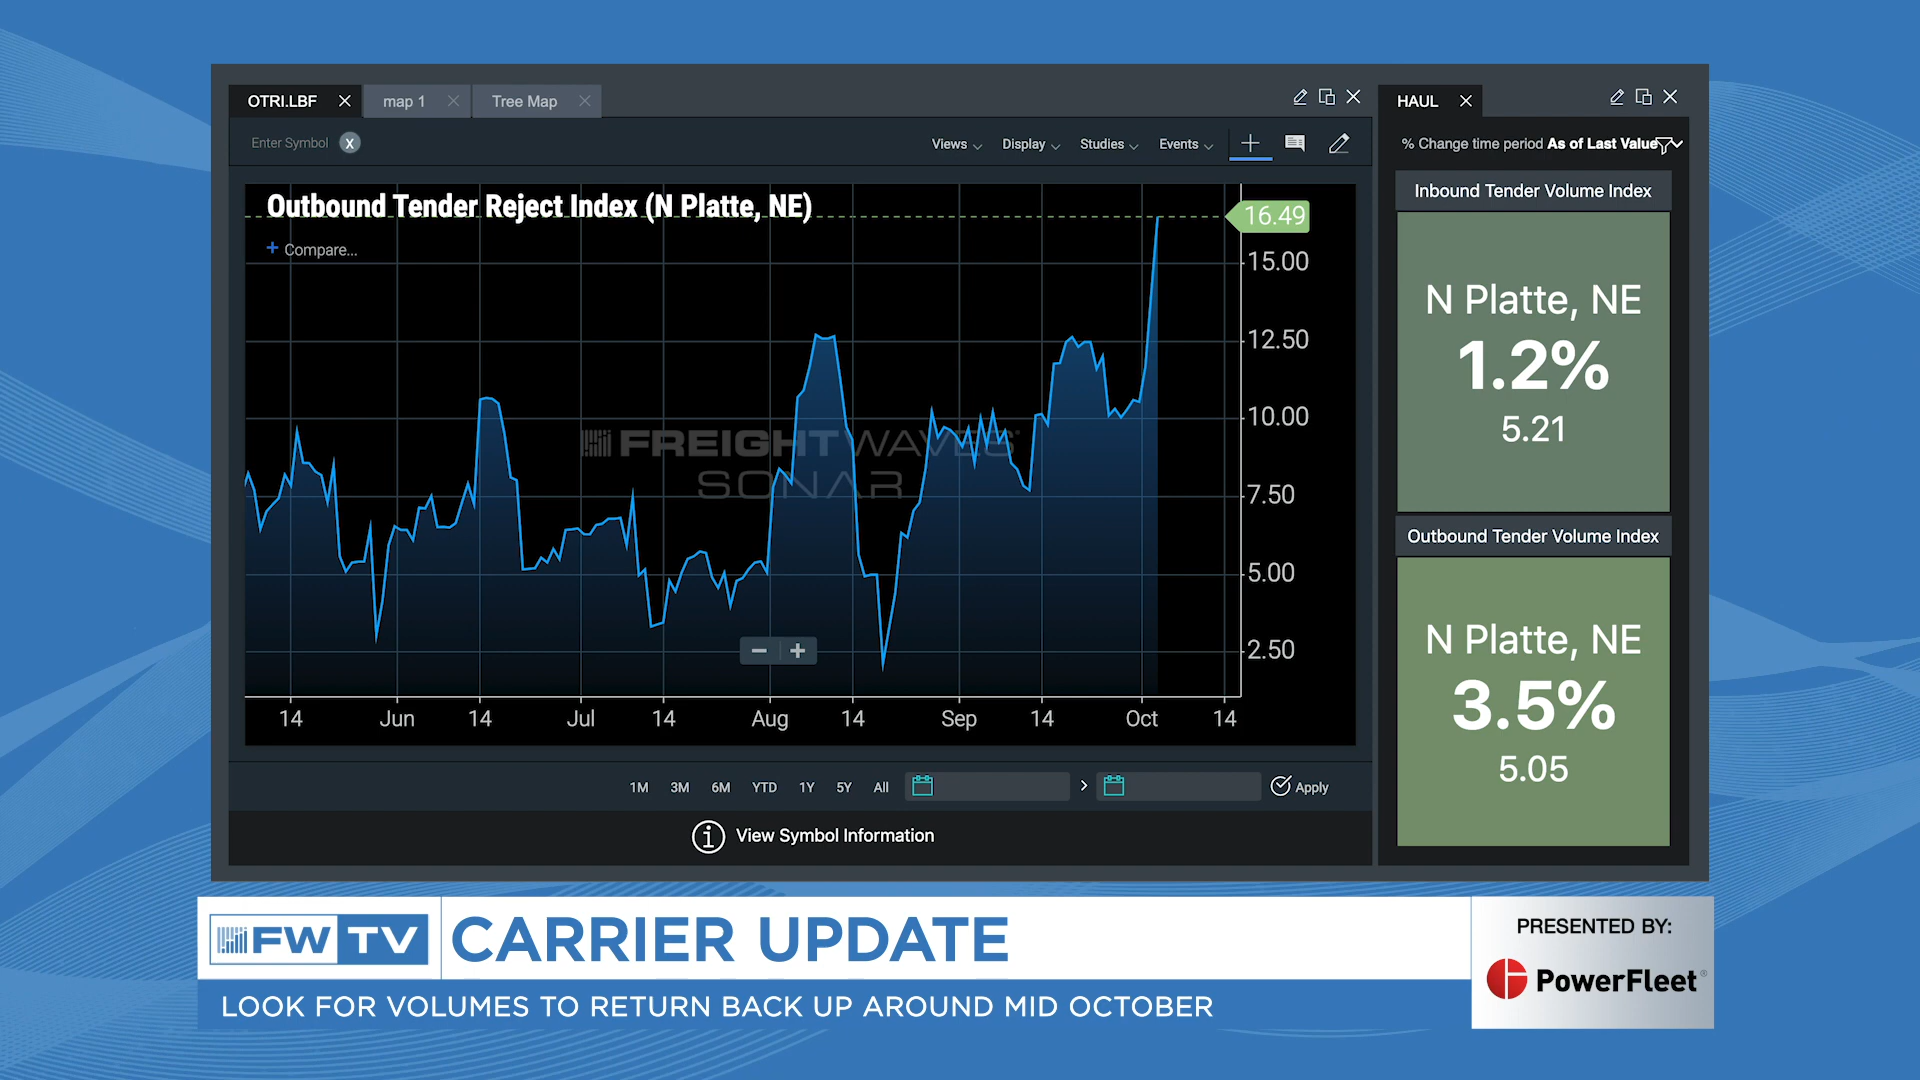 OTRI.LBF
map 1
Tree Map
Enter Symbol X
Views
Display
Studies
Events
Outbound Tender Reject Index (N Platte, NE)
+ Compare...
FREIGHTWAVES
SONAR
16.49
15.00
12.50
10.00
7.50
5.00
2.50
14 Jun 14 Jul 14 Aug 14 Sep 14 Oct 14
1M 3M 6M YTD 1Y 5Y All
Apply
View Symbol Information
HAUL
% Change time period As of Last Value
Inbound Tender Volume Index
N Platte, NE
1.2%
5.21
Outbound Tender Volume Index
N Platte, NE
3.5%
5.05
FW TV
CARRIER UPDATE
LOOK FOR VOLUMES TO RETURN BACK UP AROUND MID OCTOBER
PRESENTED BY:
PowerFleet®